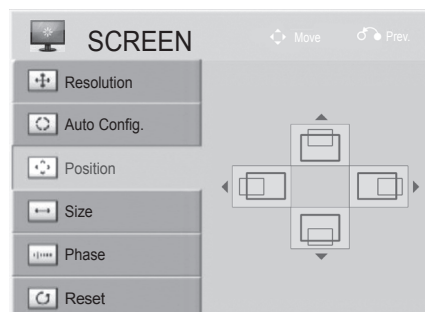 SCREEN
Move
Prev.
Resolution
Auto Config.
Position
Size
Phase
Reset